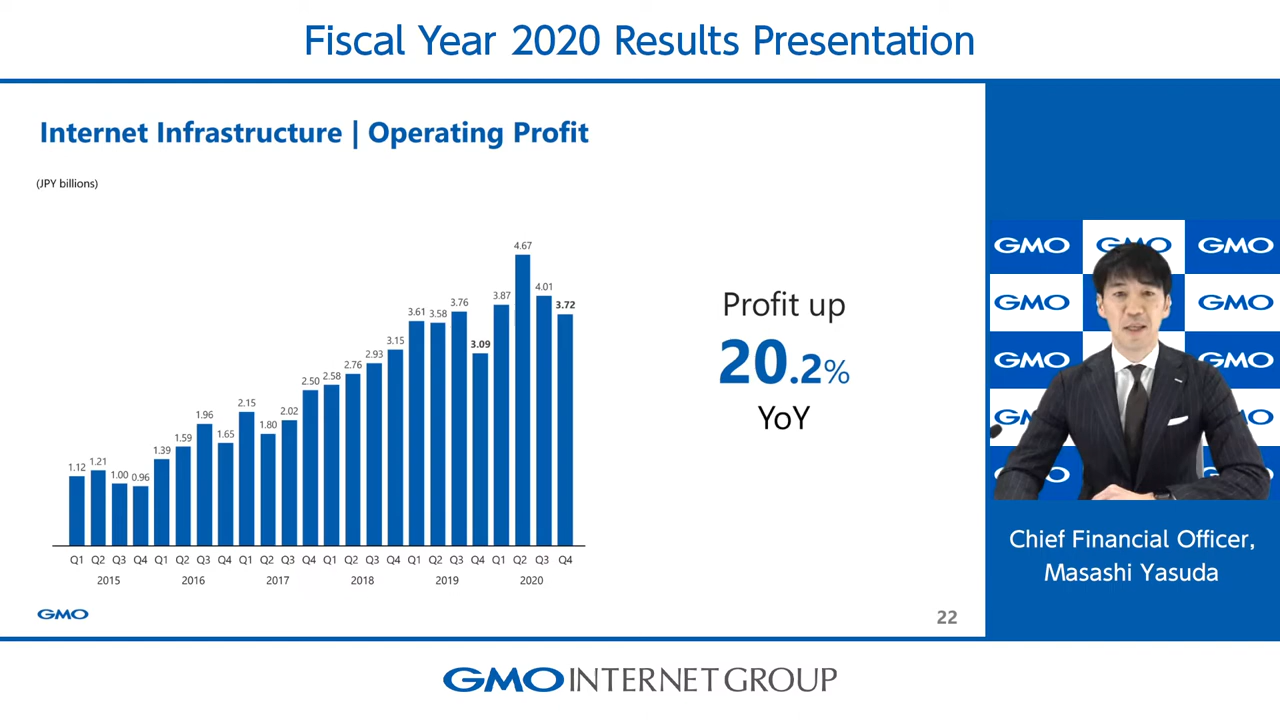 Fiscal Year 2020 Results Presentation
Internet Infrastructure | Operating Profit
(JPY billions)
1.12 1.21 1.00 0.96 1.39 1.59 1.96 1.65 2.15 1.80 2.02 2.50 2.58 2.76 2.93 3.15 3.61 3.58 3.76 3.09 3.87 4.67 4.01 3.72
Q1 Q2 Q3 Q4 Q1 Q2 Q3 Q4 Q1 Q2 Q3 Q4 Q1 Q2 Q3 Q4 Q1 Q2 Q3 Q4 Q1 Q2 Q3 Q4
2015 2016 2017 2018 2019 2020
Profit up
20.2%
YoY
GMO
22
GMO GMO GMO
GMO GMO
GMO GMO
GMO GMO
Chief Financial Officer,
Masashi Yasuda
GMO INTERNET GROUP